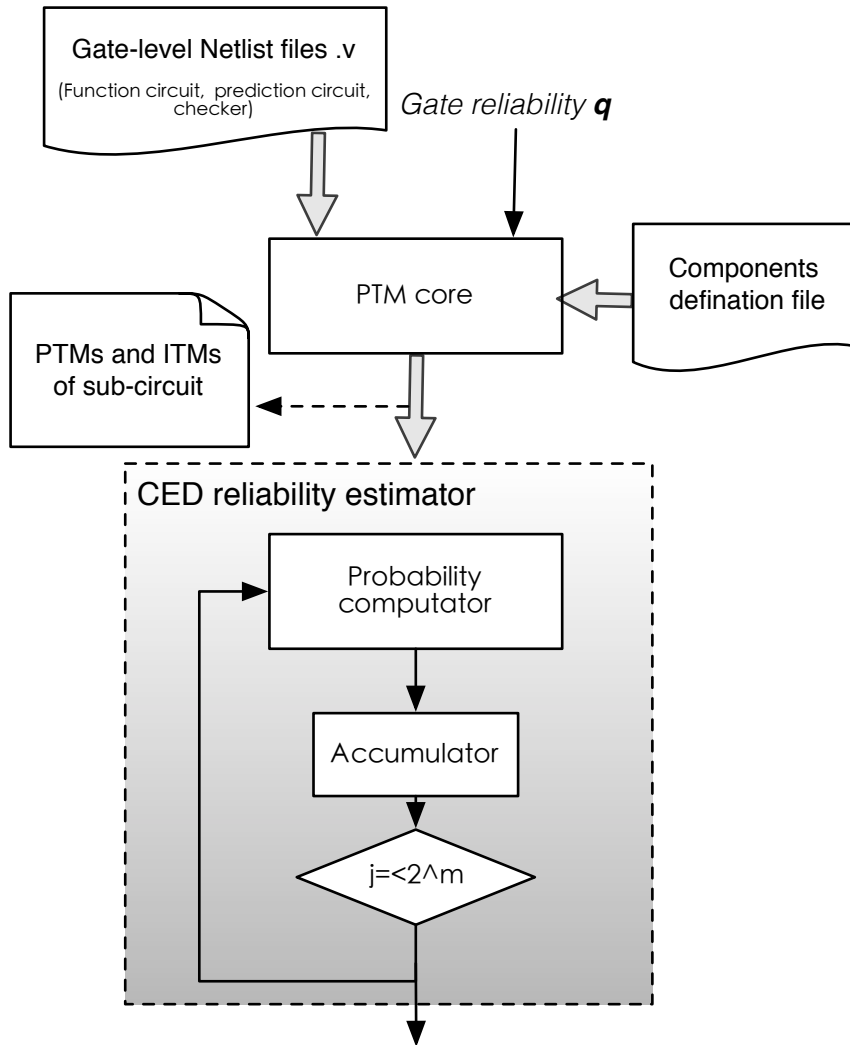 Gate-level Netlist files .v
(Function circuit, prediction circuit,
checker)
Gate reliability q
PTM core
Components
defination file
PTMs and ITMs
of sub-circuit
CED reliability estimator
Probability
computator
Accumulator
j=<2^m